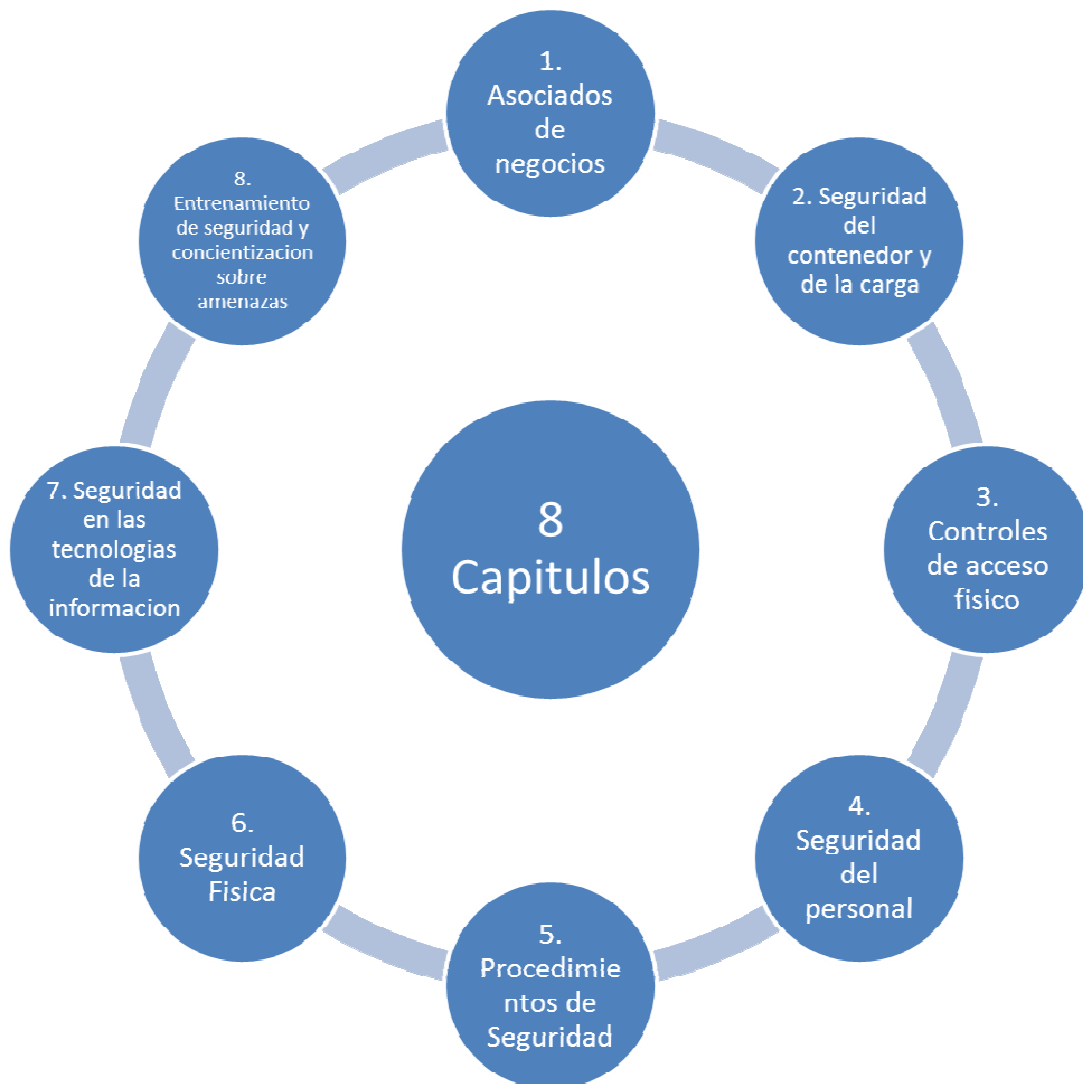 1.
Asociados
de
negocios
2. Seguridad
del
contenedor y
de la carga
3.
Controles
de acceso
fisico
4.
Seguridad
del
personal
5.
Procedimie
ntos de
Seguridad
6.
Seguridad
Fisica
7. Seguridad
en las
tecnologias
de la
informacion
8.
Entrenamiento
de seguridad y
concientizacion
sobre
amenazas
8
Capitulos